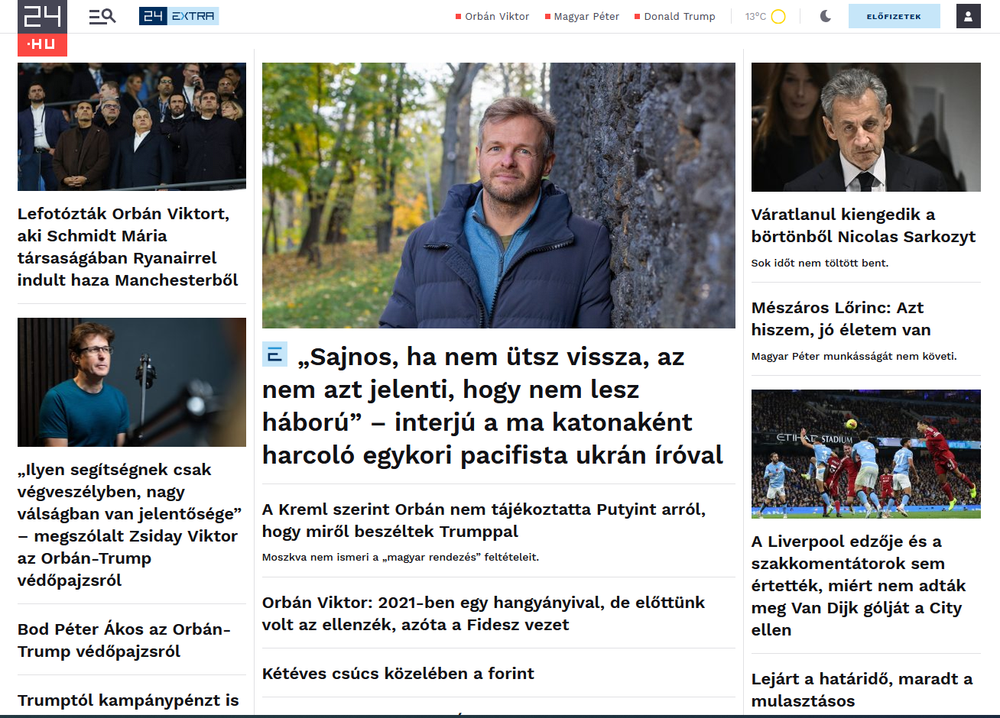 24
.HU
24 EXTRA
Orbán Viktor
Magyar Péter
Donald Trump
13°C
ELŐFIZETEK
Lefotózták Orbán Viktort,
aki Schmidt Mária
társaságában Ryanairrel
indult haza Manchesterből
„Ilyen segítségnek csak
végveszélyben, nagy
válságban van jelentősége”
– megszólalt Zsiday Viktor
az Orbán-Trump
védőpajzsról
Bod Péter Ákos az Orbán-
Trump védőpajzsról
Trumptól kampánypénzt is
E „Sajnos, ha nem ütsz vissza, az
nem azt jelenti, hogy nem lesz
háború” – interjú a ma katonaként
harcoló egykori pacifista ukrán íróval
A Kreml szerint Orbán nem tájékoztatta Putyint arról,
hogy miről beszéltek Trumppal
Moszkva nem ismeri a „magyar rendezés” feltételeit.
Orbán Viktor: 2021-ben egy hangyányival, de előttünk
volt az ellenzék, azóta a Fidesz vezet
Kétéves csúcs közelében a forint
Váratlanul kiengedik a
börtönből Nicolas Sarkozyt
Sok időt nem töltött bent.
Mészáros Lőrinc: Azt
hiszem, jó életem van
Magyar Péter munkásságát nem követi.
ETIHAD STADIUM
A Liverpool edzője és a
szakkomentátorok sem
értették, miért nem adták
meg Van Dijk gólját a City
ellen
Lejárt a határidő, maradt a
mulasztásos